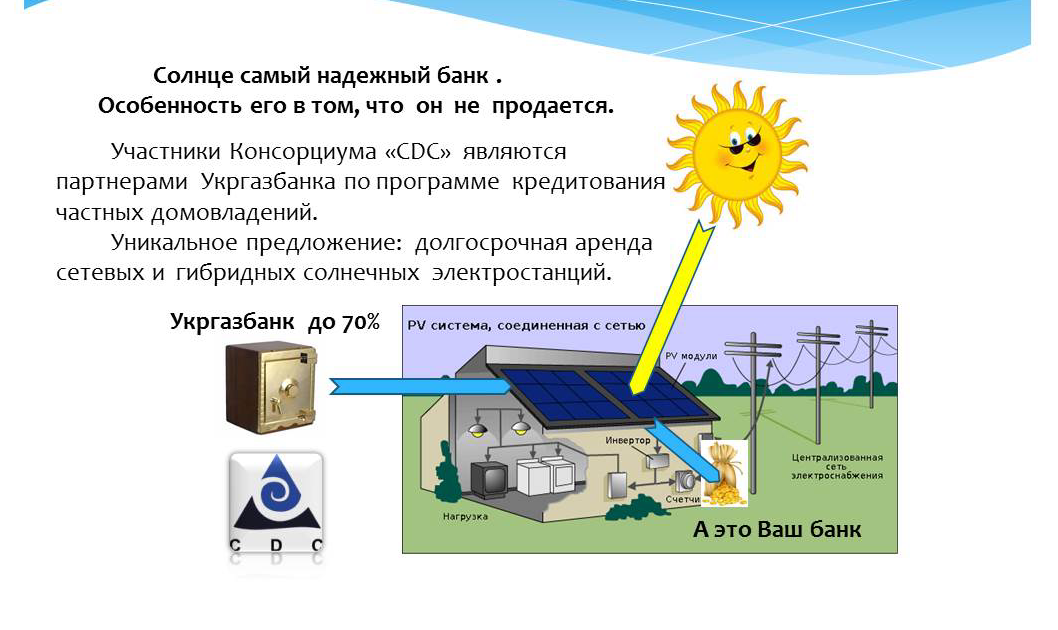 Солнце самый надежный банк .
Особенность его в том, что он не продается.
Участники Консорциума «CDC» являются
партнерами Укргазбанка по программе кредитования
частных домовладений.
Уникальное предложение: долгосрочная аренда
сетевых и гибридных солнечных электростанций.
Укргазбанк до 70%
PV система, соединенная с сетью
PV модули
Инвертор
Централизованная
сеть
электроснабжения
Счетчи
Нагрузка
А это Ваш банк
C D C